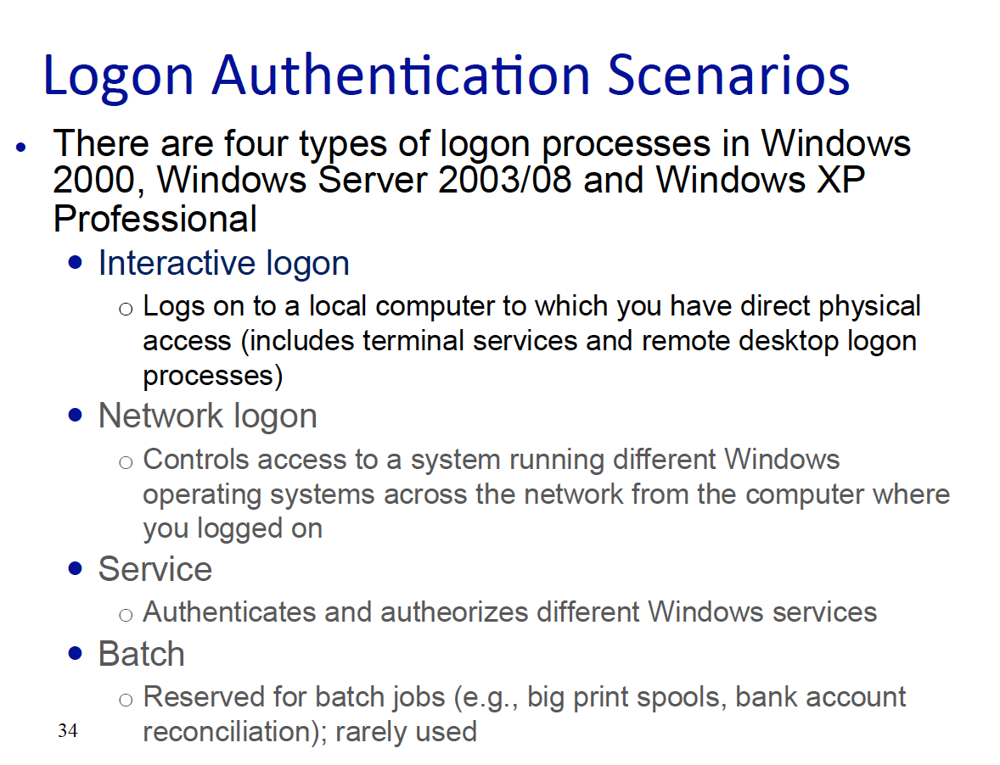 Logon Authentication Scenarios
• There are four types of logon processes in Windows
2000, Windows Server 2003/08 and Windows XP
Professional
• Interactive logon
○ Logs on to a local computer to which you have direct physical
access (includes terminal services and remote desktop logon
processes)
• Network logon
○ Controls access to a system running different Windows
operating systems across the network from the computer where
you logged on
• Service
○ Authenticates and autheorizes different Windows services
• Batch
○ Reserved for batch jobs (e.g., big print spools, bank account
reconciliation); rarely used
34